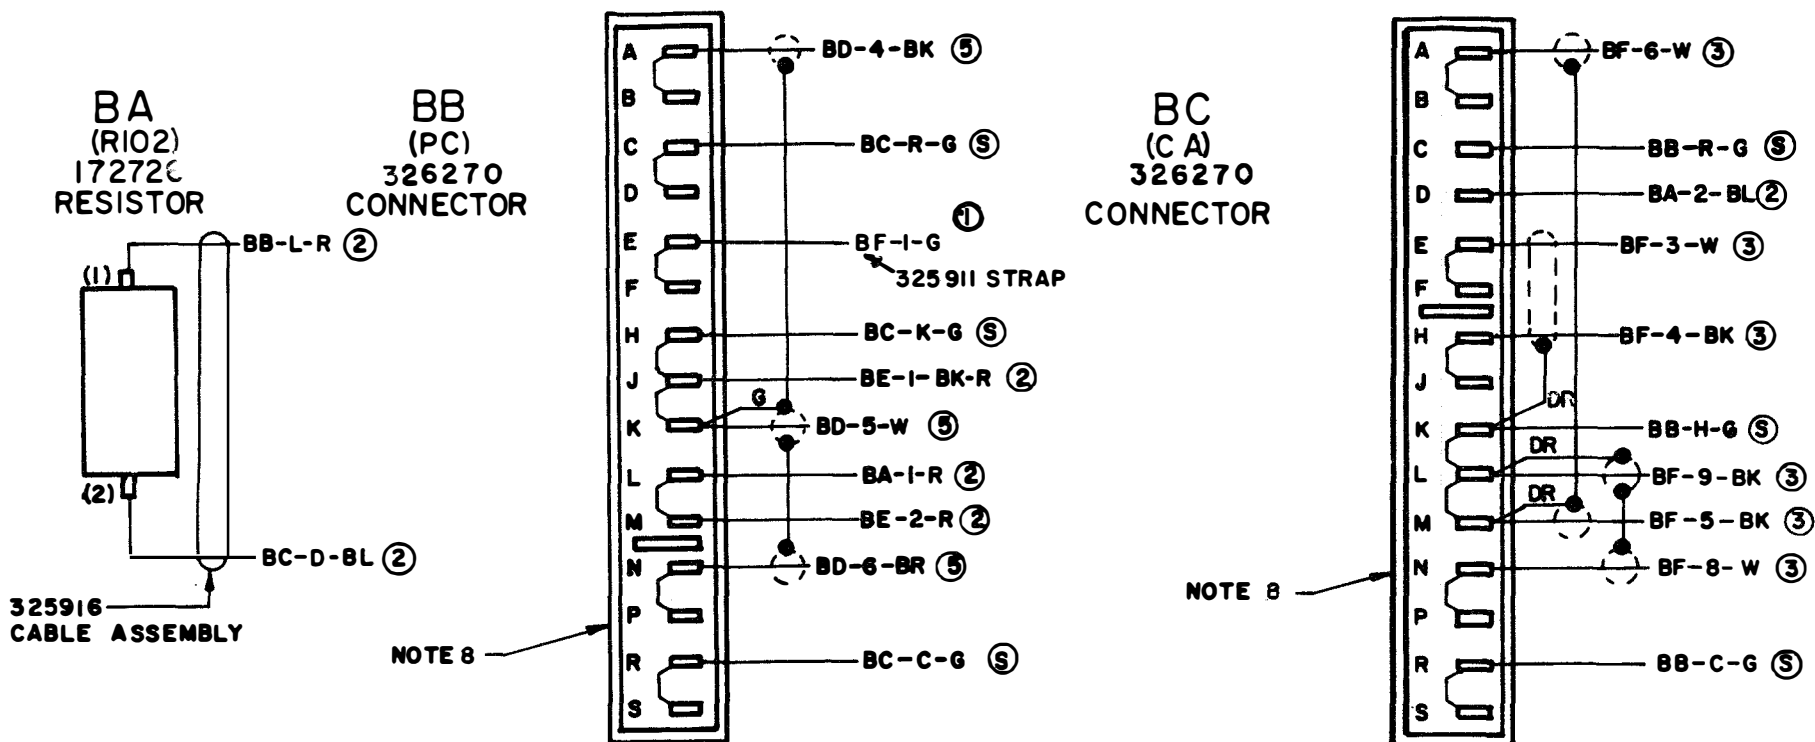 BA
(R102)
RESISTOR
BB-L-R ②
(1)
(2)
BC-D-BL ②
325916
CABLE ASSEMBLY
BB
(PC)
326270
CONNECTOR
A
BD-4-BK ⑤
B
C
BC-R-G Ⓢ
D
①
E
BF-1-G
325911 STRAP
F
H
BC-K-G Ⓢ
J
BE-1-BK-R ②
G
K
BD-5-W ⑤
L
BA-1-R ②
M
BE-2-R ②
N
BD-6-BR ⑤
P
NOTE 8
R
BC-C-G Ⓢ
S
BC
(CA)
326270
CONNECTOR
A
BF-6-W ③
B
C
BB-R-G Ⓢ
D
BA-2-BL ②
E
BF-3-W ③
F
H
BF-4-BK ③
J
DR
K
BB-H-G Ⓢ
DR
L
BF-9-BK ③
DR
M
BF-5-BK ③
N
BF-8-W ③
NOTE 8
P
R
BB-C-G Ⓢ
S